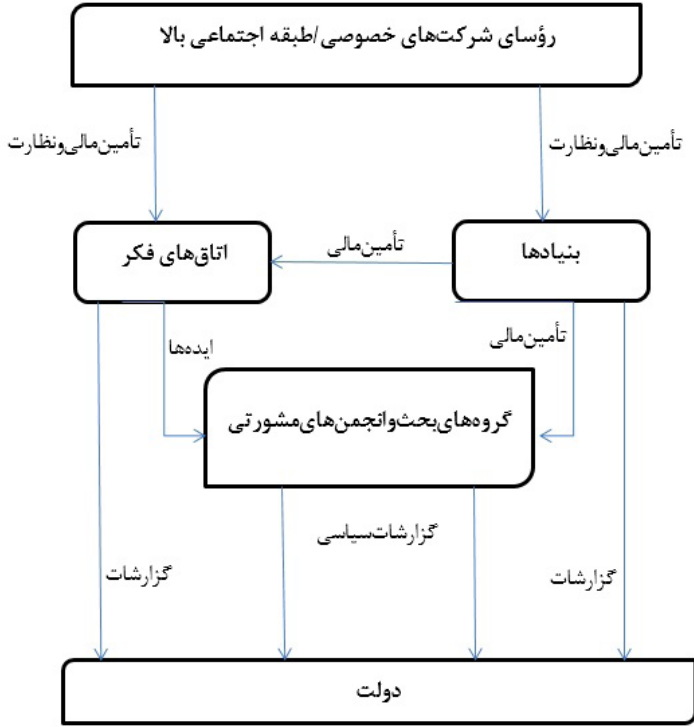 رؤسای شرکت‌های خصوصی/طبقه اجتماعی بالا
تأمین‌مالی‌ونظارت
تأمین‌مالی‌ونظارت
بنیادها
تأمین‌مالی
اتاق‌های فکر
تأمین‌مالی
ایده‌ها
گروه‌های‌بحث‌وانجمن‌های‌مشورتی
گزارشات‌سیاسی
گزارشات
گزارشات
دولت